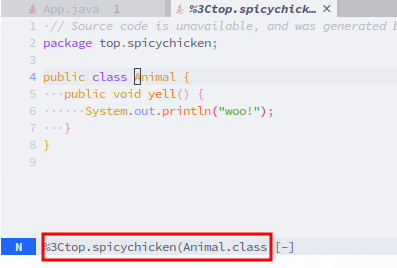 App.java 1 %3Ctop.spicychick… ×
1 ·// Source code is unavailable, and was generated b
2 package top.spicychicken;
3
4 public class Animal {
5 ···public void yell() {
6 ······System.out.println("woo!");
7 ···}
8 }
9
N %3Ctop.spicychicken(Animal.class [-]